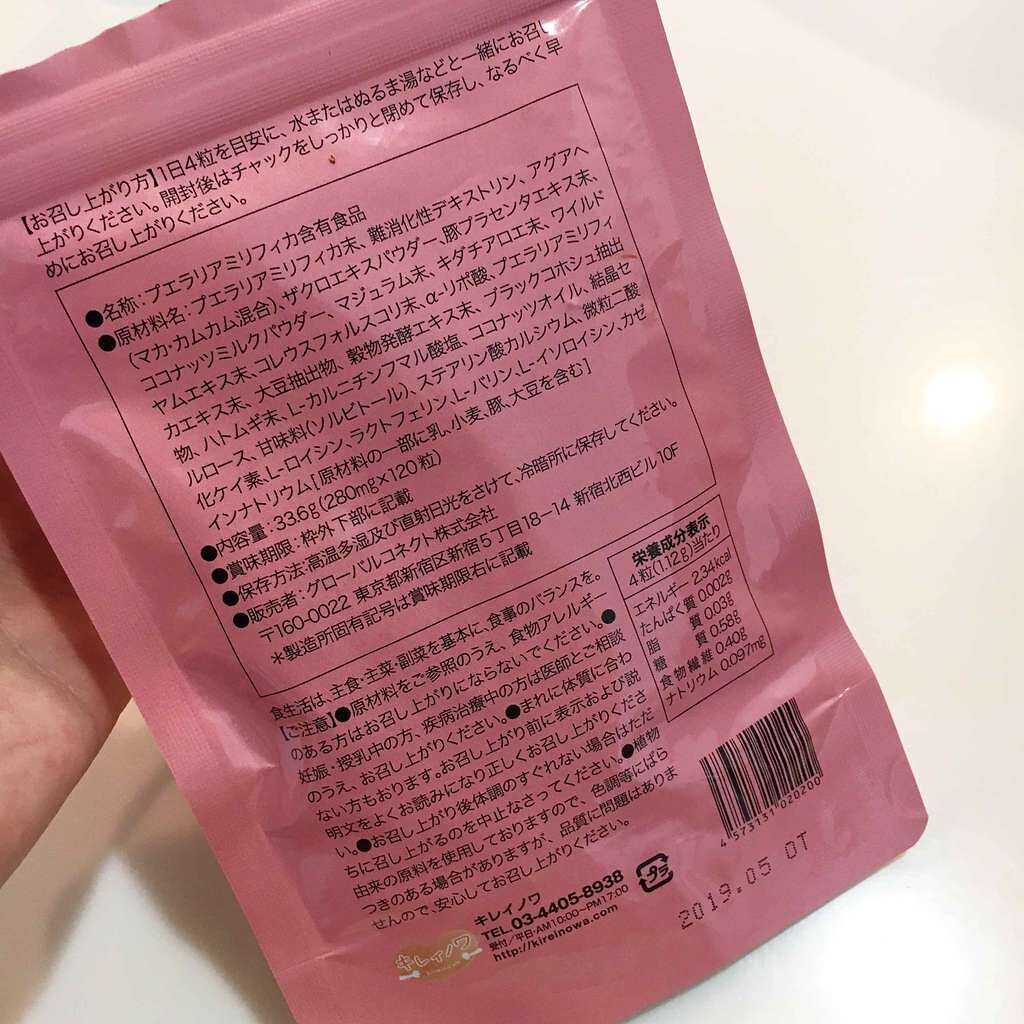 【お召し上がり方】1日4粒を目安に、水またはぬるま湯などと一緒にお召し
上がりください。開封後はチャックをしっかりと閉めて保存し、なるべく早
めにお召し上がりください。
●名称:プエラリアミリフィカ含有食品
●原材料名:プエラリアミリフィカ末、難消化性デキストリン、アグアヘ
(マカ・カムカム混合)、ザクロエキスパウダー、豚プラセンタエキス末、
ココナッツミルクパウダー、マジョラム末、キダチアロエ末、ワイルド
ヤムエキス末、コレウスフォルスコリ末、α-リポ酸、プエラリアミリフィ
カエキス末、大豆抽出物、穀物発酵エキス末、ブラックコホシュ抽出
物、ハトムギ末、L-カルニチンフマル酸塩、ココナッツオイル、結晶セ
ルロース、甘味料(ソルビトール)、ステアリン酸カルシウム、微粒二酸
化ケイ素、L-ロイシン、ラクトフェリン、L-バリン、L-イソロイシン、カゼ
インナトリウム[原材料の一部に乳、小麦、豚、大豆を含む]
●内容量:33.6g(280mg×120粒)
●賞味期限:枠外下部に記載
●保存方法:高温多湿及び直射日光をさけて、冷暗所に保存してください。
●販売者:グローバルコネクト株式会社
〒160-0022 東京都新宿区新宿5丁目18-14 新宿北西ビル10F
*製造所固有記号は賞味期限右に記載
栄養成分表示
4粒(1.12g)当たり
エネルギー 2.34kcal
たんぱく質 0.002g
脂質 0.03g
糖質 0.58g
食物繊維 0.40g
ナトリウム 0.097mg
食生活は、主食・主菜・副菜を基本に、食事のバランスを。
【ご注意】●原材料をご参照のうえ、食物アレルギー
のある方はお召し上がりにならないでください。●
妊娠・授乳中の方、疾病治療中の方は医師とご相談
のうえ、お召し上がりください。●まれに体質に合わ
ない方もおります。お召し上がり前に表示および説
明文をよくお読みになり正しくお召し上がりくださ
い。●お召し上がり後体調のすぐれない場合はただ
ちに召し上がるのを中止なさってください。●植物
由来の原料を使用しておりますので、色調等にばら
つきのある場合がありますが、品質に問題はありま
せんので、安心してお召し上がりください。
4573131020200
2019.05 OT
キレイノワ
キレイノワ
TEL 03-4405-8938
受付/平日・AM10:00~PM17:00
http://kireinowa.com
プラ